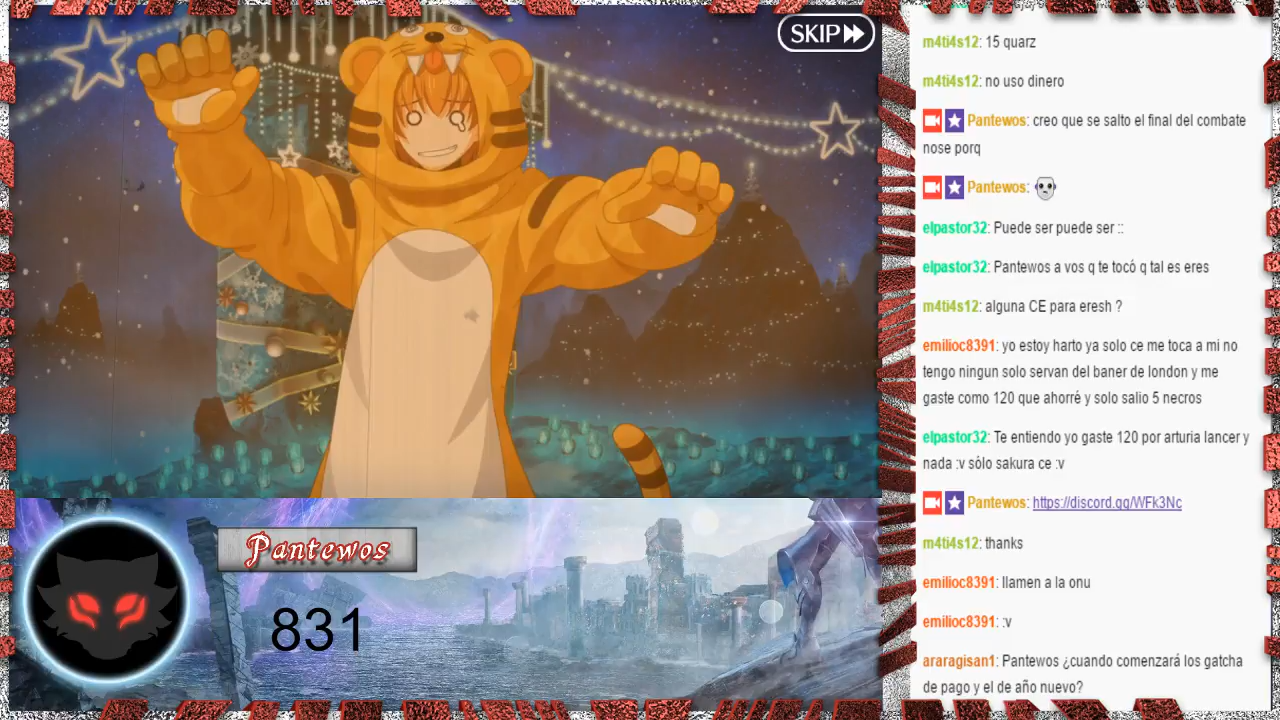 SKIP
Pantewos
831
m4ti4s12: 15 quarz
m4ti4s12: no uso dinero
Pantewos: creo que se salto el final del combate
nose porq
Pantewos:
elpastor32: Puede ser puede ser ::
elpastor32: Pantewos a vos q te tocó q tal es eres
m4ti4s12: alguna CE para eresh ?
emilioc8391: yo estoy harto ya solo ce me toca a mi no
tengo ningun solo servan del baner de london y me
gaste como 120 que ahorré y solo salio 5 necros
elpastor32: Te entiendo yo gaste 120 por arturia lancer y
nada :v sólo sakura ce :v
Pantewos: https://discord.gg/WFk3Nc
m4ti4s12: thanks
emilioc8391: llamen a la onu
emilioc8391: :v
araragisan1: Pantewos ¿cuando comenzará los gatcha
de pago y el de año nuevo?